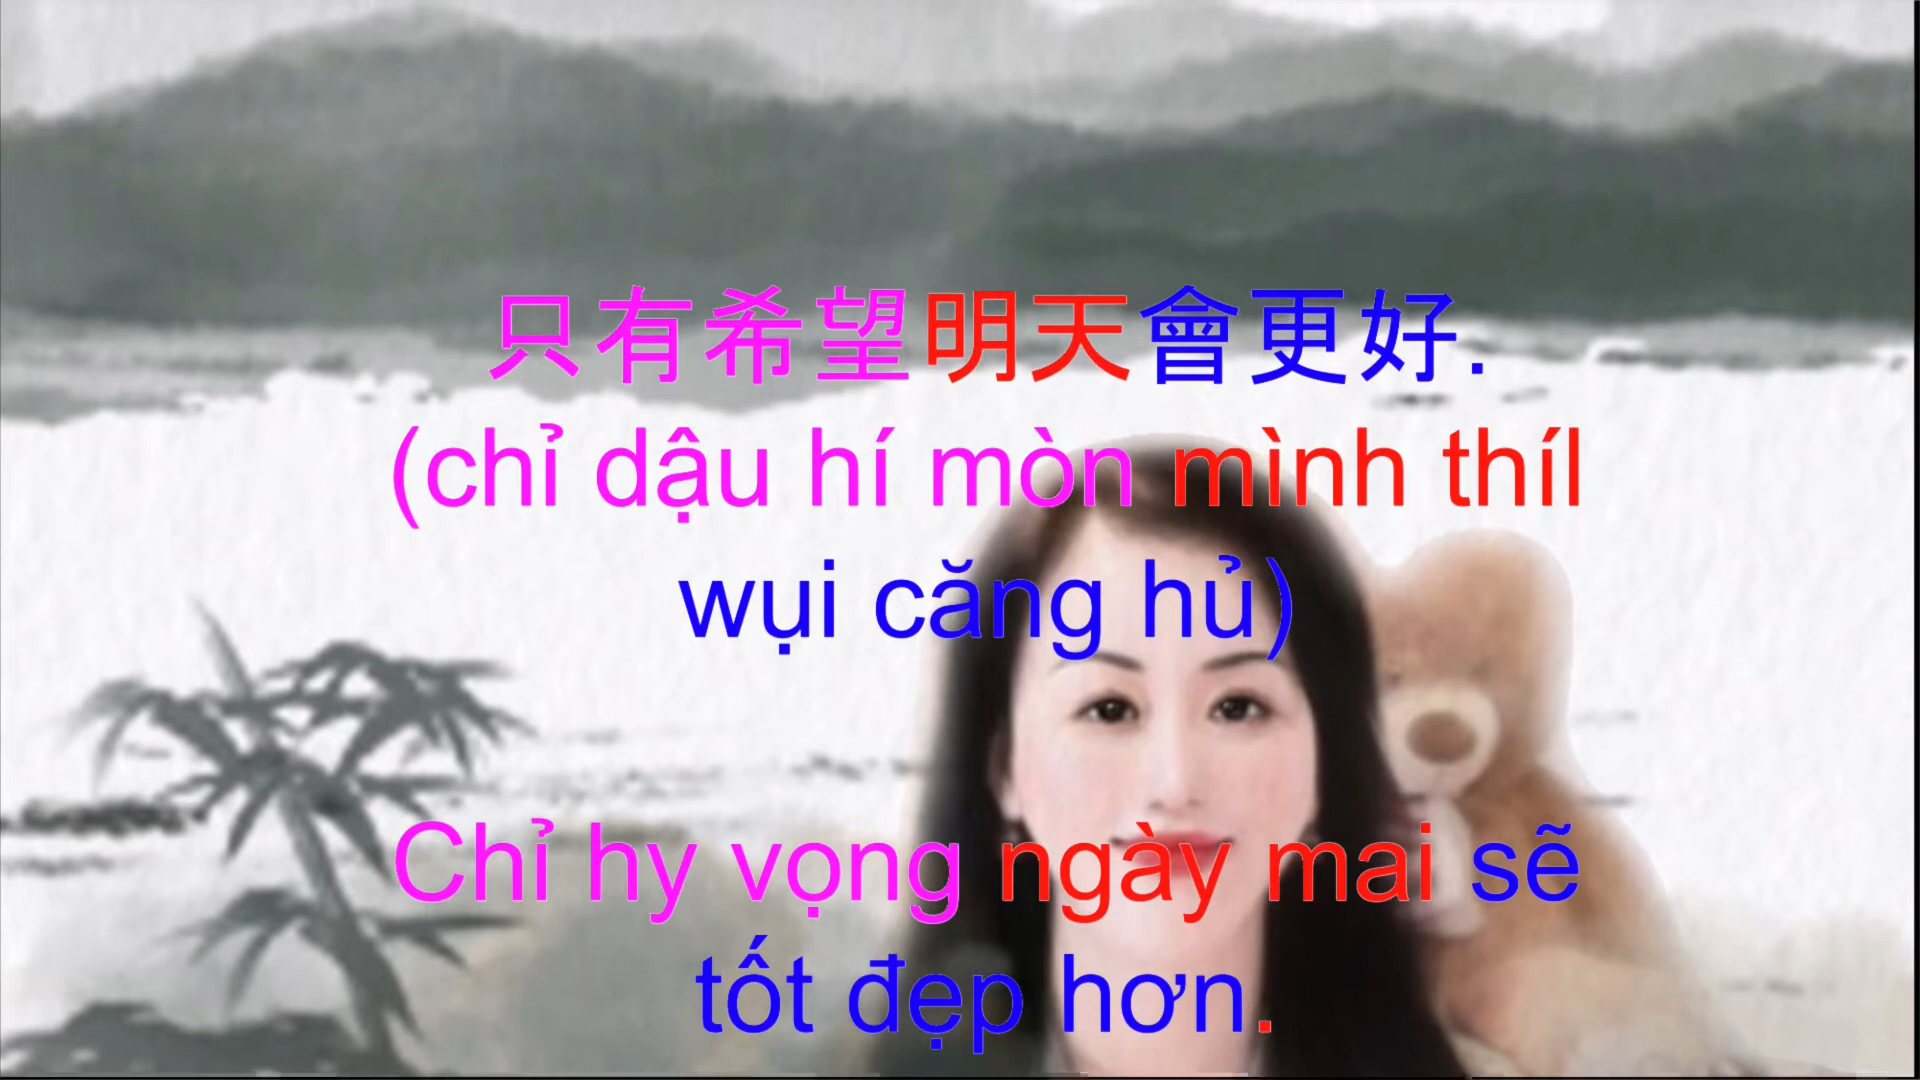 只有希望明天會更好.
(chỉ dậu hí mòn mình thíl
wụi căng hủ)
Chỉ hy vọng ngày mai sẽ
tốt đẹp hơn.